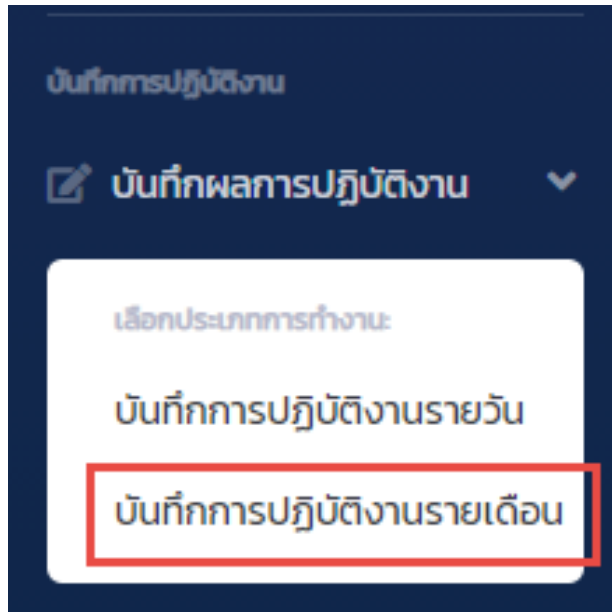 บันทึกการปฏิบัติงาน
บันทึกผลการปฏิบัติงาน
เลือกประเภทการทำงาน:
บันทึกการปฏิบัติงานรายวัน
บันทึกการปฏิบัติงานรายเดือน